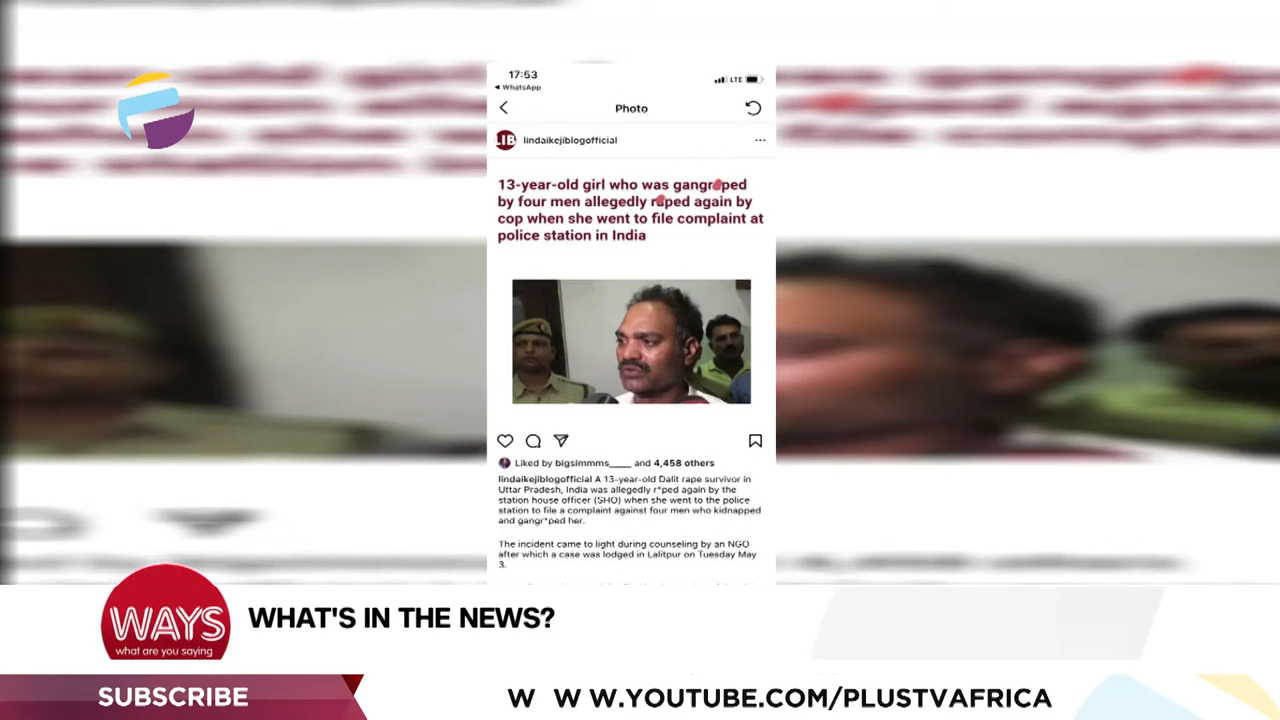 17:53
LTE
WhatsApp
Photo
LIB
lindaikejiblogofficial
13-year-old girl who was gangr ped
by four men allegedly r ped again by
cop when she went to file complaint at
police station in India
Liked by bigsimmms____ and 4,458 others
lindaikejiblogofficial A 13-year-old Dalit rape survivor in
Uttar Pradesh, India was allegedly r*ped again by the
station house officer (SHO) when she went to the police
station to file a complaint against four men who kidnapped
and gangr*ped her.
The incident came to light during counseling by an NGO
after which a case was lodged in Lalitpur on Tuesday May
3.
WAYS
what are you saying
WHAT'S IN THE NEWS?
SUBSCRIBE
W W W.YOUTUBE.COM/PLUSTVAFRICA